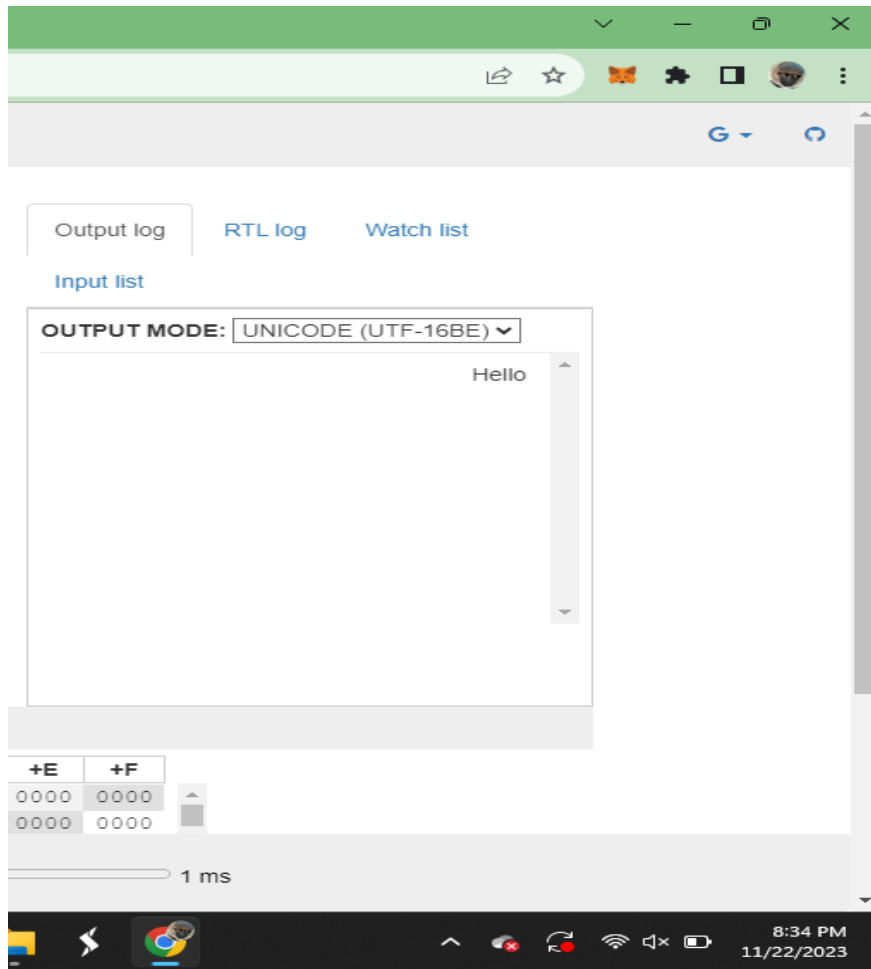 Output log RTL log Watch list
Input list
OUTPUT MODE: UNICODE (UTF-16BE)
Hello
+E +F
0000 0000
0000 0000
1 ms
8:34 PM
11/22/2023